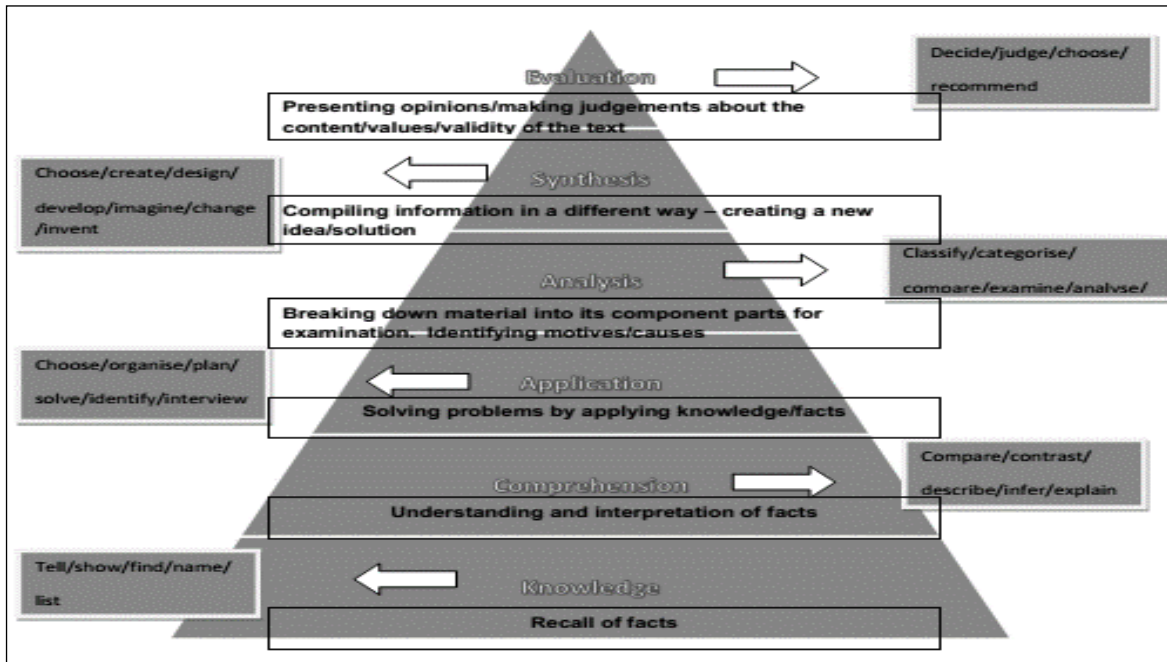 Evaluation
Decide/judge/choose/
recommend
Presenting opinions/making judgements about the
content/values/validity of the text
Synthesis
Choose/create/design/
develop/imagine/change
/invent
Compiling information in a different way – creating a new
idea/solution
Analysis
Classify/categorise/
compare/examine/analyse/
Breaking down material into its component parts for
examination.  Identifying motives/causes
Application
Choose/organise/plan/
solve/identify/interview
Solving problems by applying knowledge/facts
Comprehension
Compare/contrast/
describe/infer/explain
Understanding and interpretation of facts
Knowledge
Tell/show/find/name/
list
Recall of facts